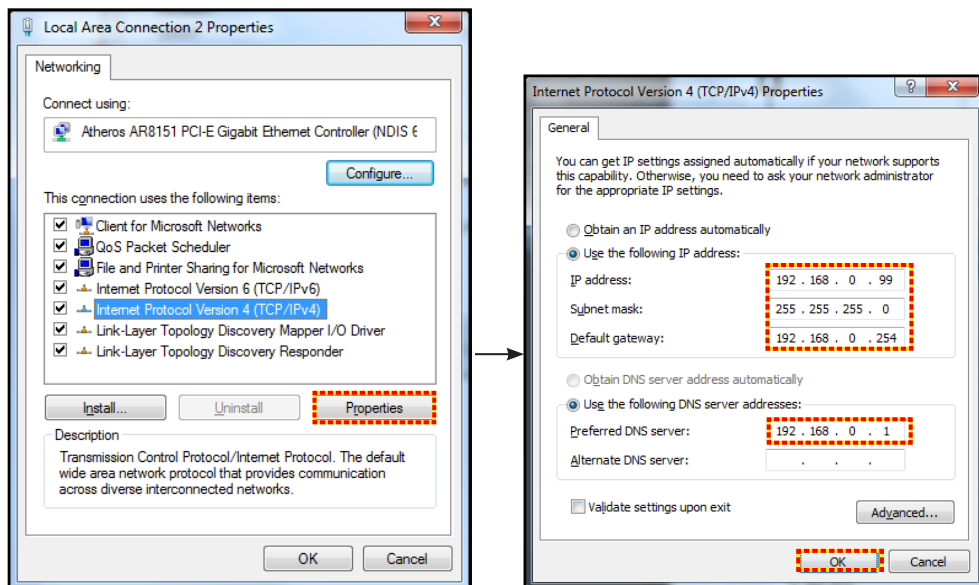 Local Area Connection 2 Properties
Networking
Connect using:
Atheros AR8151 PCI-E Gigabit Ethernet Controller (NDIS 6
Configure...
This connection uses the following items:
Client for Microsoft Networks
QoS Packet Scheduler
File and Printer Sharing for Microsoft Networks
Internet Protocol Version 6 (TCP/IPv6)
Internet Protocol Version 4 (TCP/IPv4)
Link-Layer Topology Discovery Mapper I/O Driver
Link-Layer Topology Discovery Responder
Install...
Uninstall
Properties
Description
Transmission Control Protocol/Internet Protocol. The default
wide area network protocol that provides communication
across diverse interconnected networks.
OK
Cancel
Internet Protocol Version 4 (TCP/IPv4) Properties
?
General
You can get IP settings assigned automatically if your network supports
this capability. Otherwise, you need to ask your network administrator
for the appropriate IP settings.
Obtain an IP address automatically
Use the following IP address:
IP address: 192 . 168 . 0 . 99
Subnet mask: 255 . 255 . 255 . 0
Default gateway: 192 . 168 . 0 . 254
Obtain DNS server address automatically
Use the following DNS server addresses:
Preferred DNS server: 192 . 168 . 0 . 1
Alternate DNS server: . . .
Validate settings upon exit
Advanced...
OK
Cancel